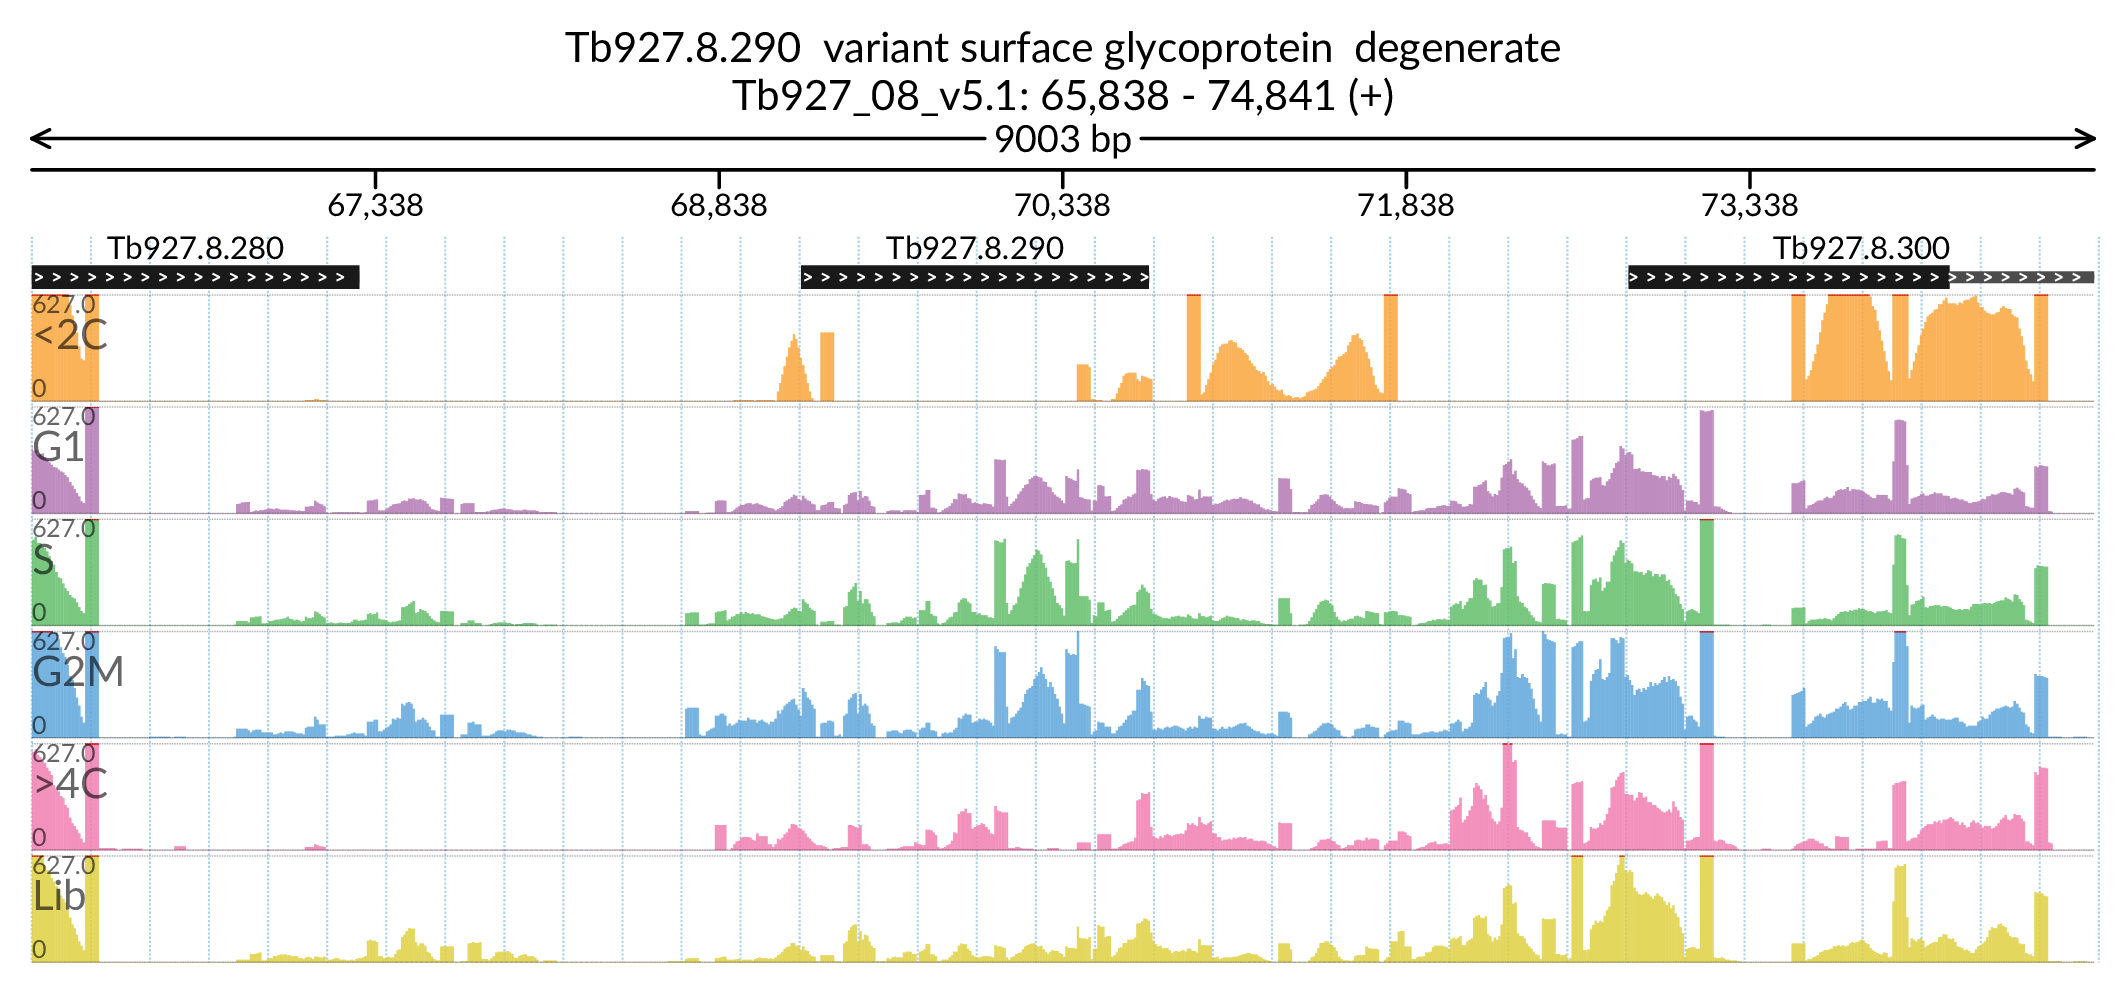 Tb927.8.290  variant surface glycoprotein  degenerate
Tb927_08_v5.1: 65,838 - 74,841 (+)
9003 bp
67,338 68,838 70,338 71,838 73,338
Tb927.8.280 Tb927.8.290 Tb927.8.300
627.0
<2C
0
627.0
G1
0
627.0
S
0
627.0
G2M
0
627.0
>4C
0
627.0
Lib
0